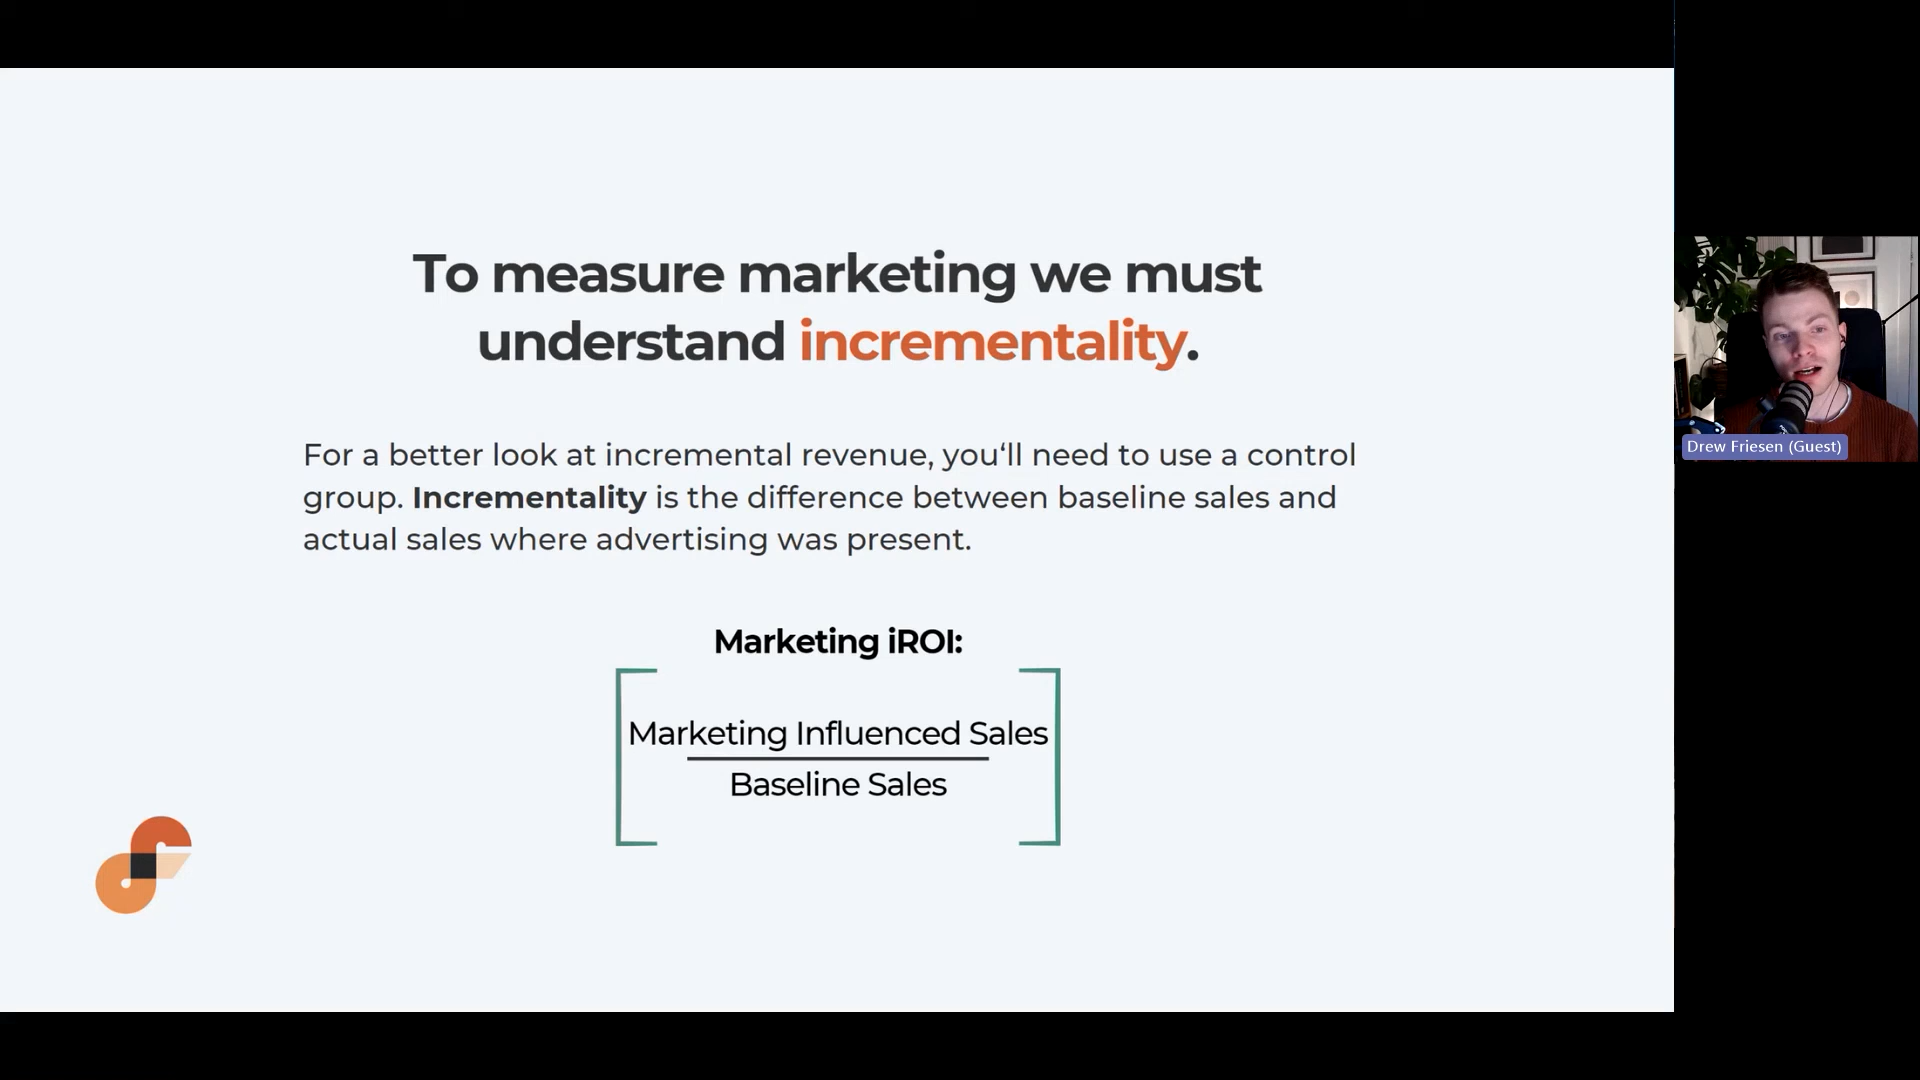 To measure marketing we must
understand incrementality.
For a better look at incremental revenue, you‘ll need to use a control
group. Incrementality is the difference between baseline sales and
actual sales where advertising was present.
Marketing iROI:
Marketing Influenced Sales
Baseline Sales
Drew Friesen (Guest)